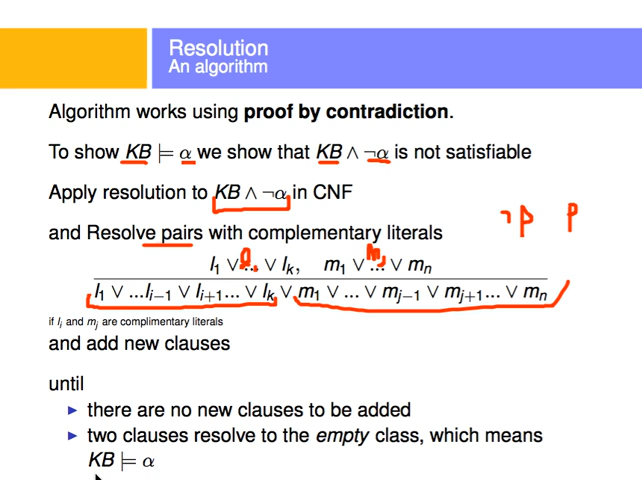 Resolution
An algorithm
Algorithm works using proof by contradiction.
To show KB ⊨ α we show that KB ∧ ¬α is not satisfiable
Apply resolution to KB ∧ ¬α in CNF
¬p p
and Resolve pairs with complementary literals
l₁ ∨ ... ∨ lₖ, m₁ ∨ ... ∨ mₙ
l₁ ∨ ...lᵢ₋₁ ∨ lᵢ₊₁... ∨ lₖ ∨ m₁ ∨ ... ∨ mⱼ₋₁ ∨ mⱼ₊₁... ∨ mₙ
if lᵢ and mⱼ are complimentary literals
and add new clauses
until
▶ there are no new clauses to be added
▶ two clauses resolve to the empty class, which means
KB ⊨ α